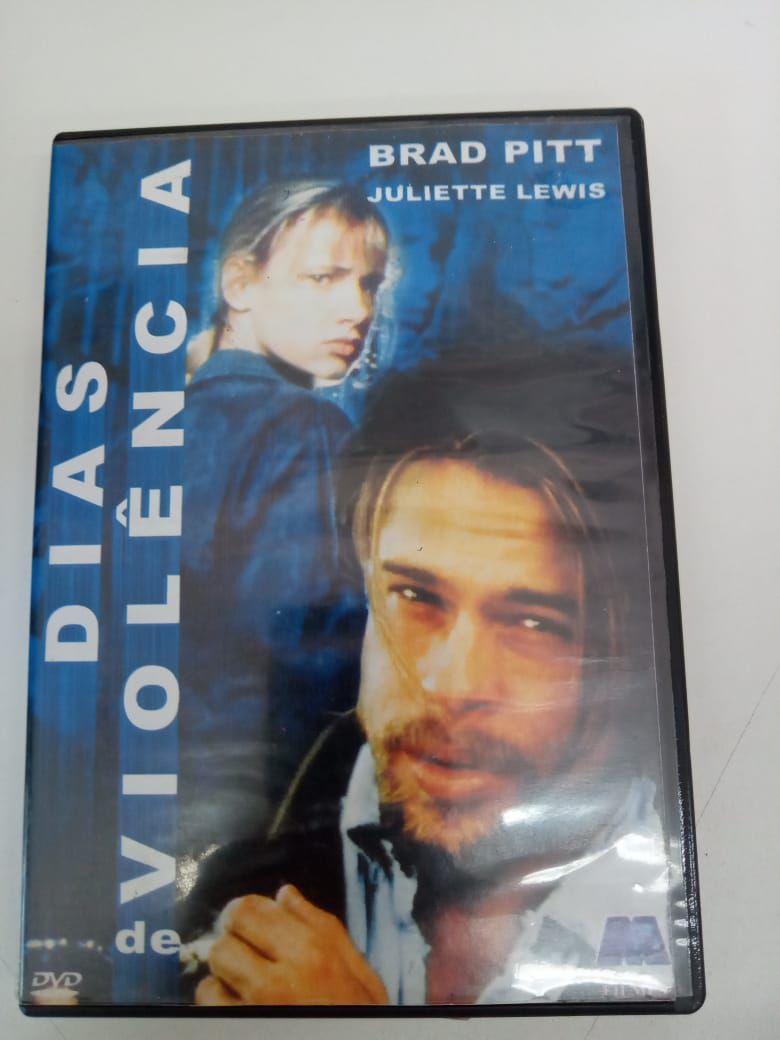 BRAD PITT
JULIETTE LEWIS
DIAS
de VIOLÊNCIA
DVD